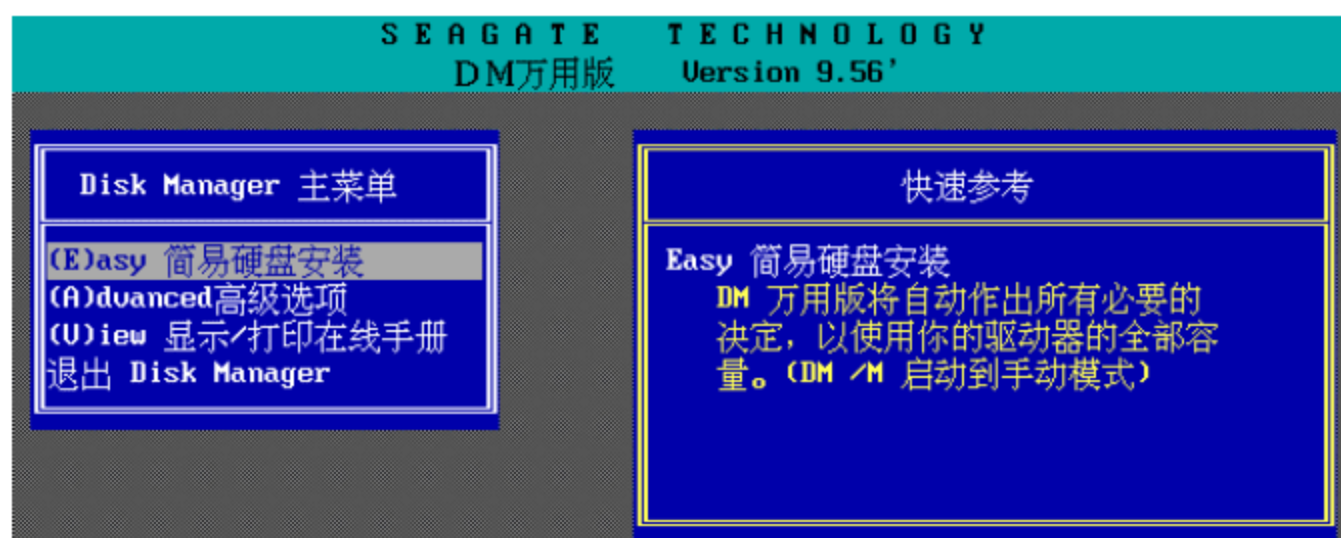 SEAGATE TECHNOLOGY
DM万用版 Version 9.56'
Disk Manager 主菜单
(E)asy 简易硬盘安装
(A)dvanced高级选项
(V)iew 显示/打印在线手册
退出 Disk Manager
快速参考
Easy 简易硬盘安装
DM 万用版将自动作出所有必要的
决定，以使用你的驱动器的全部容
量。(DM /M 启动到手动模式)